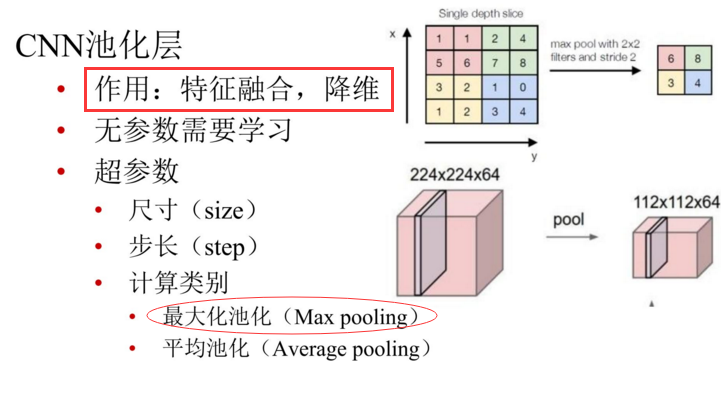 CNN池化层
• 作用：特征融合，降维
• 无参数需要学习
• 超参数
• 尺寸（size）
• 步长（step）
• 计算类别
• 最大化池化（Max pooling）
• 平均池化（Average pooling）
Single depth slice
x
1 1 2 4
5 6 7 8
3 2 1 0
1 2 3 4
y
max pool with 2x2
filters and stride 2
6 8
3 4
224x224x64
pool
112x112x64